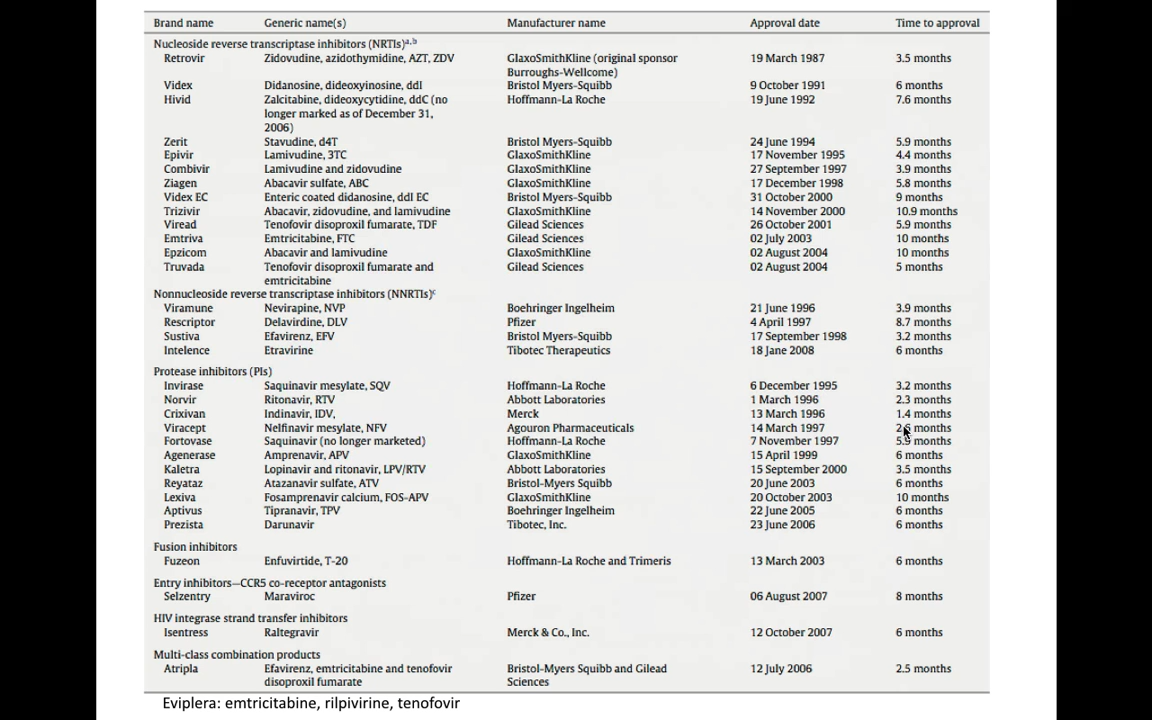 Brand name Generic name(s) Manufacturer name Approval date Time to approval
Nucleoside reverse transcriptase inhibitors (NRTIs)a,b
Retrovir Zidovudine, azidothymidine, AZT, ZDV GlaxoSmithKline (original sponsor 19 March 1987 3.5 months
Burroughs-Wellcome)
Videx Didanosine, dideoxyinosine, ddI Bristol Myers-Squibb 9 October 1991 6 months
Hivid Zalcitabine, dideoxycytidine, ddC (no Hoffmann-La Roche 19 June 1992 7.6 months
longer marked as of December 31,
2006)
Zerit Stavudine, d4T Bristol Myers-Squibb 24 June 1994 5.9 months
Epivir Lamivudine, 3TC GlaxoSmithKline 17 November 1995 4.4 months
Combivir Lamivudine and zidovudine GlaxoSmithKline 27 September 1997 3.9 months
Ziagen Abacavir sulfate, ABC GlaxoSmithKline 17 December 1998 5.8 months
Videx EC Enteric coated didanosine, ddI EC Bristol Myers-Squibb 31 October 2000 9 months
Trizivir Abacavir, zidovudine, and lamivudine GlaxoSmithKline 14 November 2000 10.9 months
Viread Tenofovir disoproxil fumarate, TDF Gilead Sciences 26 October 2001 5.9 months
Emtriva Emtricitabine, FTC Gilead Sciences 02 July 2003 10 months
Epzicom Abacavir and lamivudine GlaxoSmithKline 02 August 2004 10 months
Truvada Tenofovir disoproxil fumarate and Gilead Sciences 02 August 2004 5 months
emtricitabine
Nonnucleoside reverse transcriptase inhibitors (NNRTIs)c
Viramune Nevirapine, NVP Boehringer Ingelheim 21 June 1996 3.9 months
Rescriptor Delavirdine, DLV Pfizer 4 April 1997 8.7 months
Sustiva Efavirenz, EFV Bristol Myers-Squibb 17 September 1998 3.2 months
Intelence Etravirine Tibotec Therapeutics 18 Jane 2008 6 months
Protease inhibitors (PIs)
Invirase Saquinavir mesylate, SQV Hoffmann-La Roche 6 December 1995 3.2 months
Norvir Ritonavir, RTV Abbott Laboratories 1 March 1996 2.3 months
Crixivan Indinavir, IDV, Merck 13 March 1996 1.4 months
Viracept Nelfinavir mesylate, NFV Agouron Pharmaceuticals 14 March 1997 months
Fortovase Saquinavir (no longer marketed) Hoffmann-La Roche 7 November 1997 5.9 months
Agenerase Amprenavir, APV GlaxoSmithKline 15 April 1999 6 months
Kaletra Lopinavir and ritonavir, LPV/RTV Abbott Laboratories 15 September 2000 3.5 months
Reyataz Atazanavir sulfate, ATV Bristol-Myers Squibb 20 June 2003 6 months
Lexiva Fosamprenavir calcium, FOS-APV GlaxoSmithKline 20 October 2003 10 months
Aptivus Tipranavir, TPV Boehringer Ingelheim 22 June 2005 6 months
Prezista Darunavir Tibotec, Inc. 23 June 2006 6 months
Fusion inhibitors
Fuzeon Enfuvirtide, T-20 Hoffmann-La Roche and Trimeris 13 March 2003 6 months
Entry inhibitors—CCR5 co-receptor antagonists
Selzentry Maraviroc Pfizer 06 August 2007 8 months
HIV integrase strand transfer inhibitors
Isentress Raltegravir Merck & Co., Inc. 12 October 2007 6 months
Multi-class combination products
Atripla Efavirenz, emtricitabine and tenofovir Bristol-Myers Squibb and Gilead 12 July 2006 2.5 months
disoproxil fumarate Sciences
Eviplera: emtricitabine, rilpivirine, tenofovir